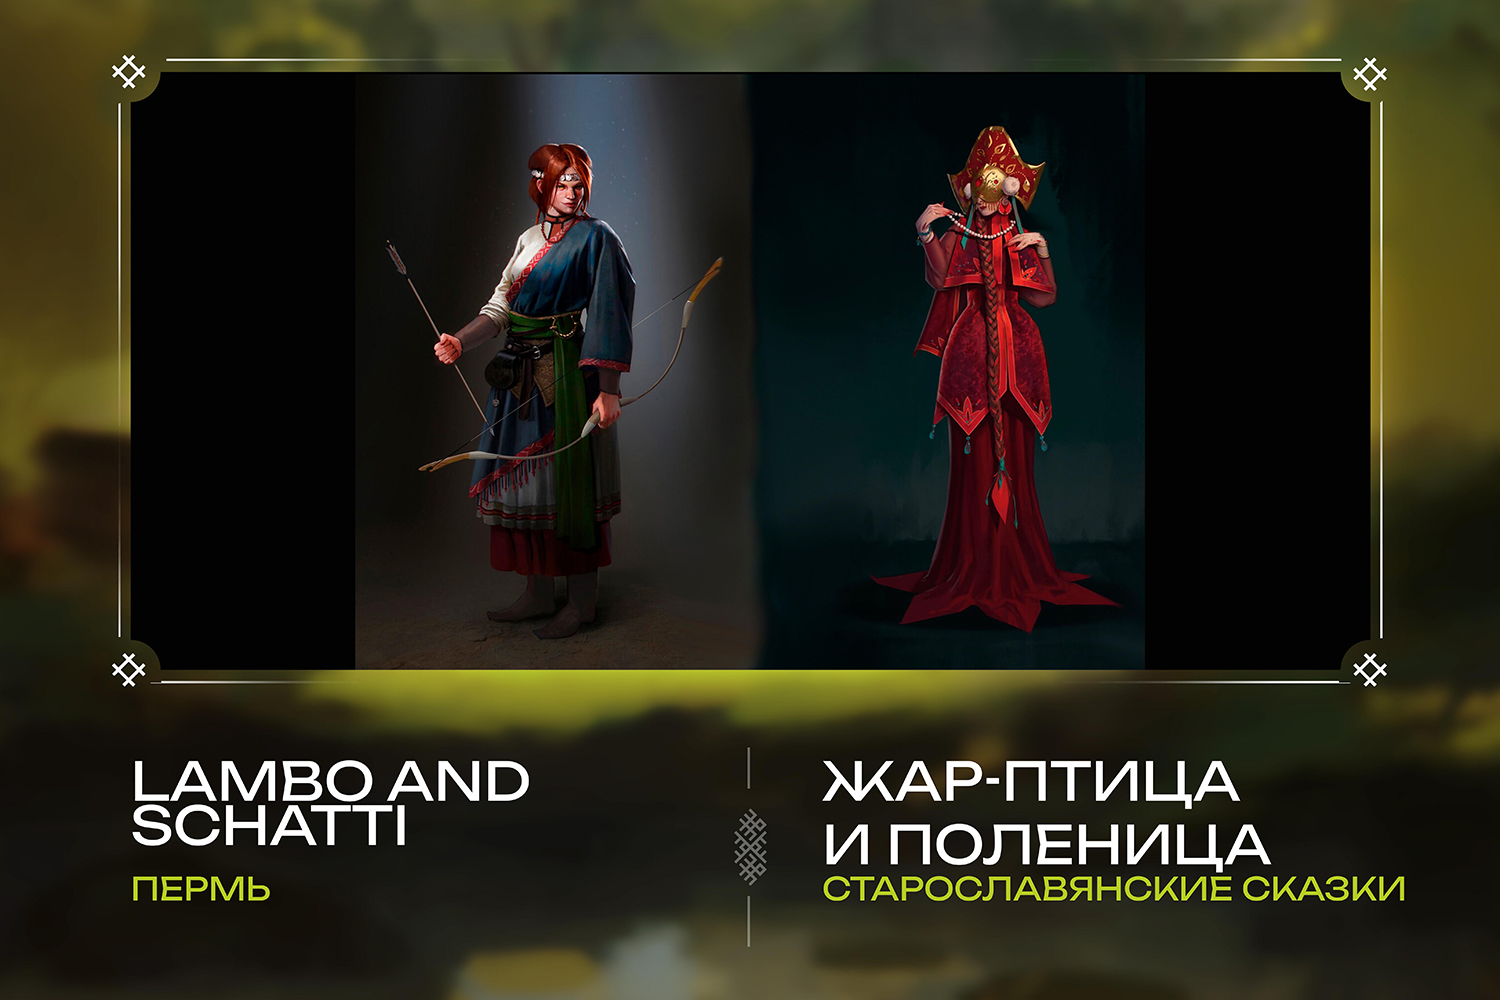 LAMBO AND
SCHATTI
ПЕРМЬ
ЖАР-ПТИЦА
И ПОЛЕНИЦА
СТАРОСЛАВЯНСКИЕ СКАЗКИ